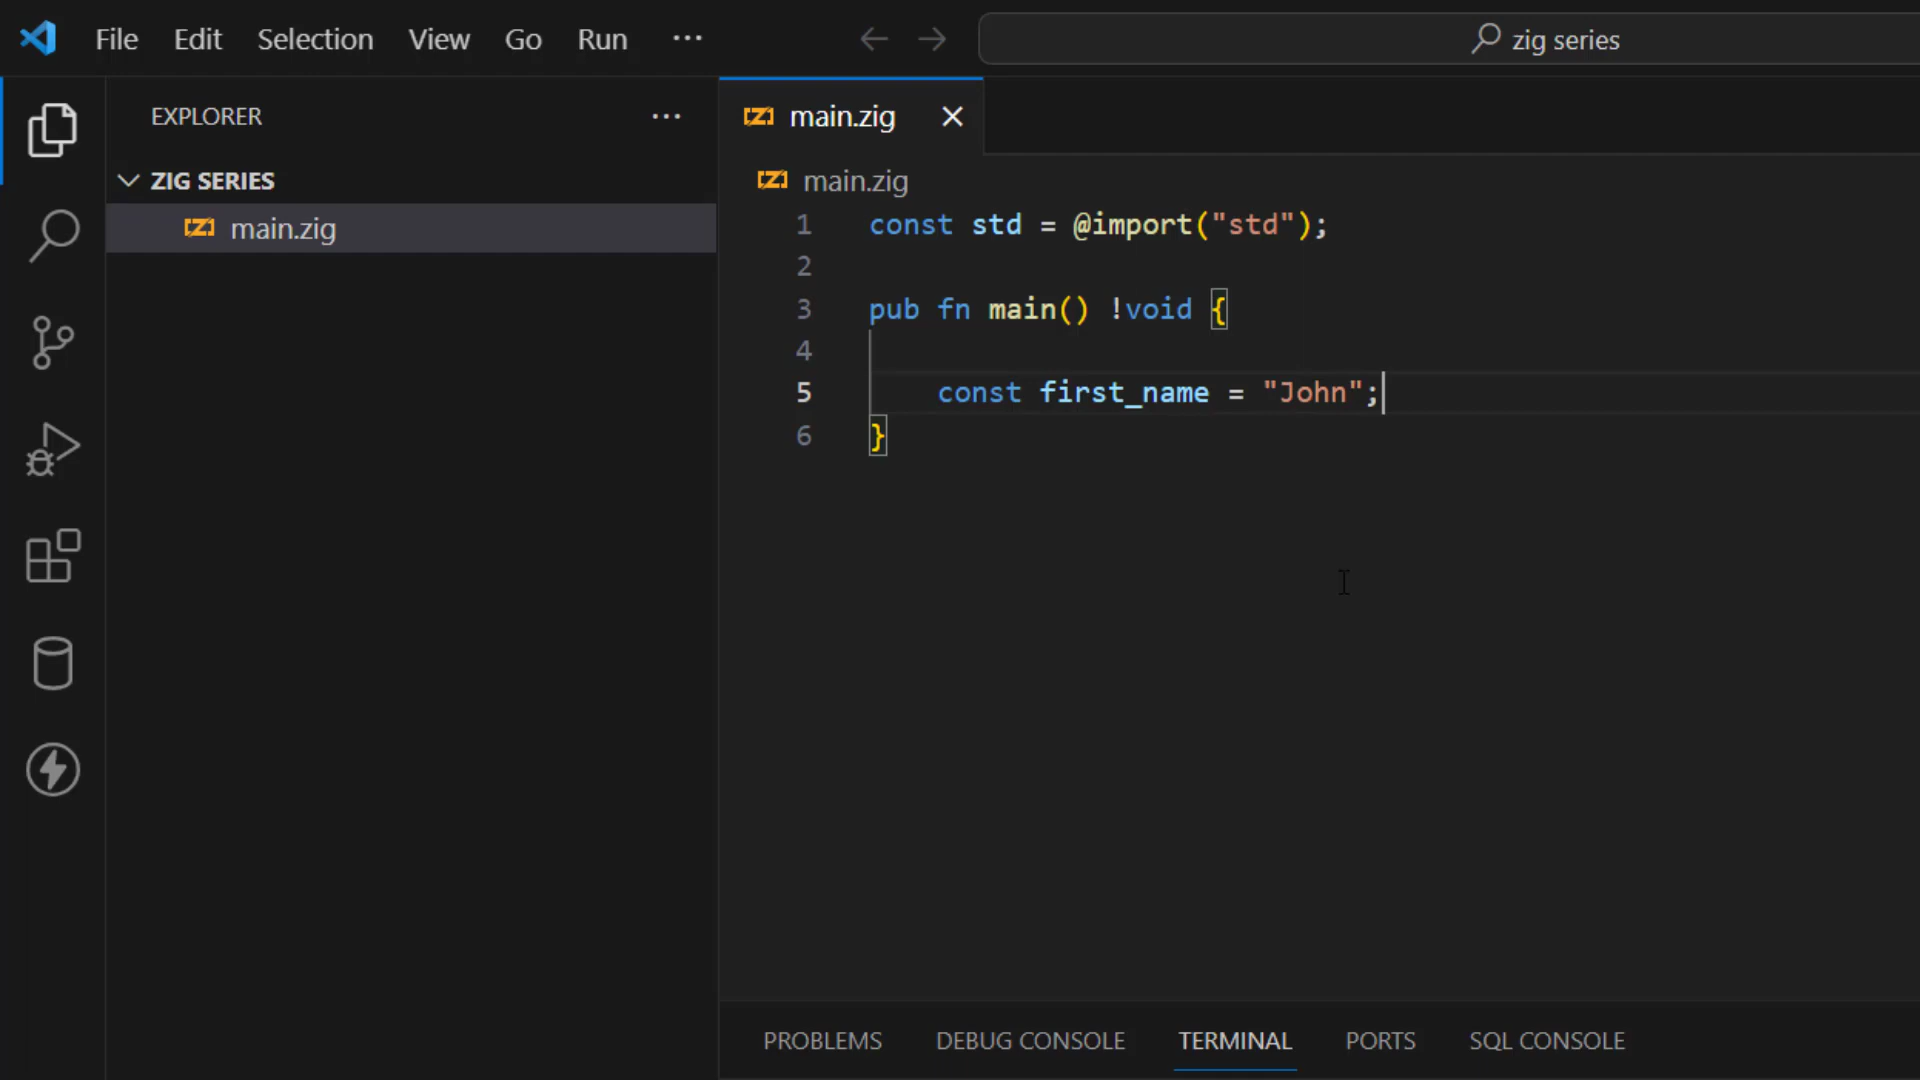 File Edit Selection View Go Run ··· zig series
EXPLORER ···
ZIG SERIES
main.zig
main.zig
main.zig
1 const std = @import("std");
2
3 pub fn main() !void {
4
5 const first_name = "John";
6 }
PROBLEMS DEBUG CONSOLE TERMINAL PORTS SQL CONSOLE